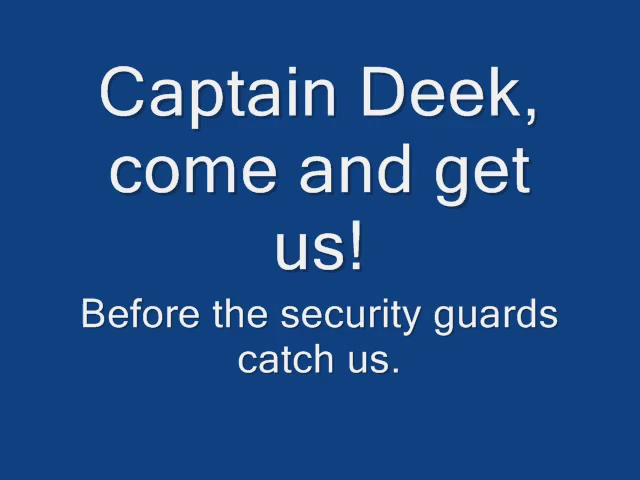 Captain Deek,
come and get
us!
Before the security guards
catch us.